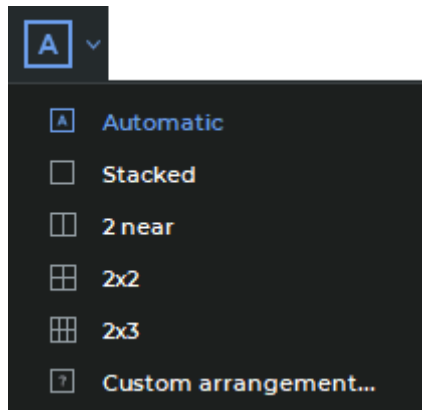 A
A Automatic
Stacked
2 near
2x2
2x3
? Custom arrangement...